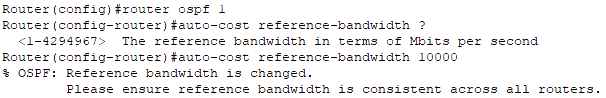 Router(config)#router ospf 1
Router(config-router)#auto-cost reference-bandwidth ?
  <1-4294967>  The reference bandwidth in terms of Mbits per second
Router(config-router)#auto-cost reference-bandwidth 10000
% OSPF: Reference bandwidth is changed.
        Please ensure reference bandwidth is consistent across all routers.